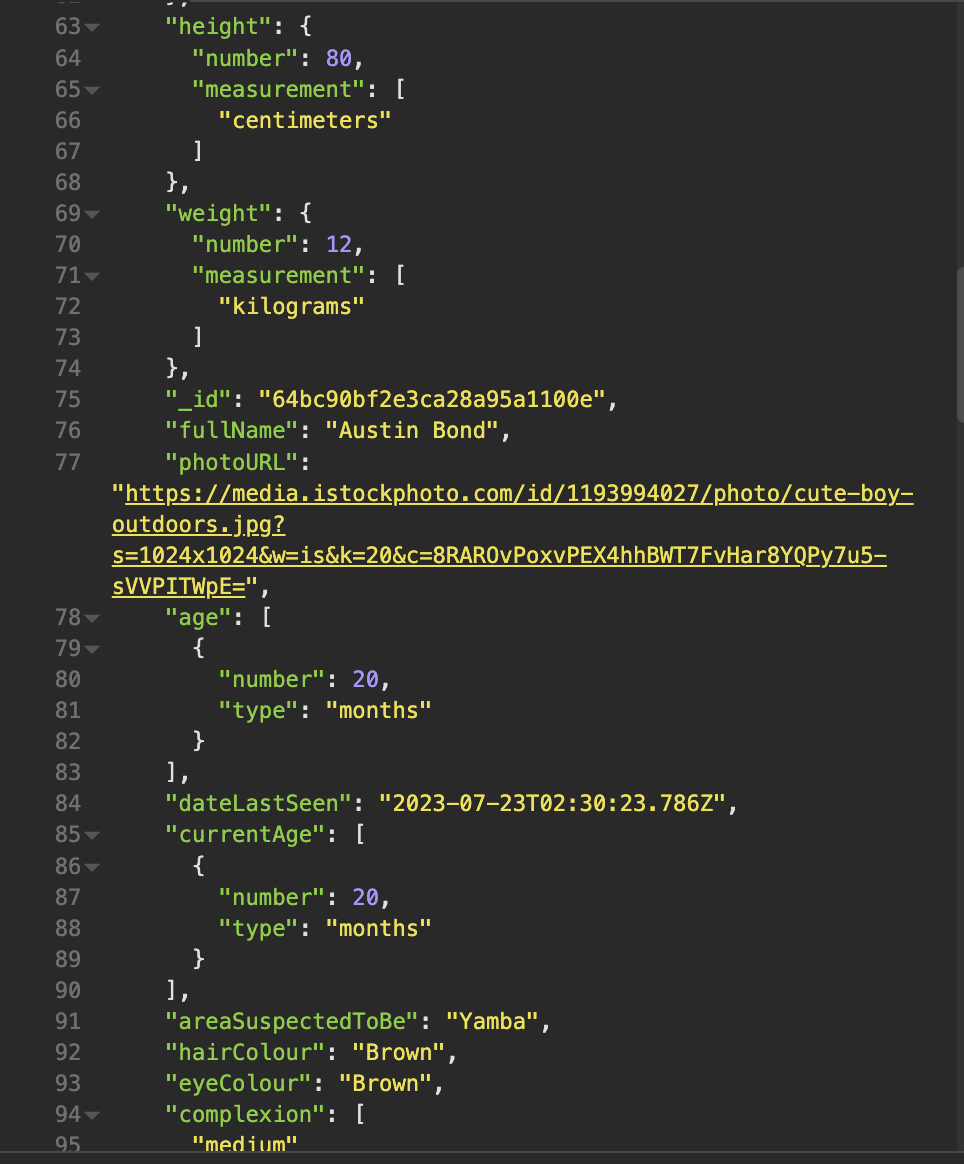 63 "height": {
64 "number": 80,
65 "measurement": [
66 "centimeters"
67 ]
68 },
69 "weight": {
70 "number": 12,
71 "measurement": [
72 "kilograms"
73 ]
74 },
75 "_id": "64bc90bf2e3ca28a95a1100e",
76 "fullName": "Austin Bond",
77 "photoURL":
"https://media.istockphoto.com/id/1193994027/photo/cute-boy-
outdoors.jpg?
s=1024x1024&w=is&k=20&c=8RAROvPoxvPEX4hhBWT7FvHar8YQPy7u5-
sVVPITWpE=",
78 "age": [
79 {
80 "number": 20,
81 "type": "months"
82 }
83 ],
84 "dateLastSeen": "2023-07-23T02:30:23.786Z",
85 "currentAge": [
86 {
87 "number": 20,
88 "type": "months"
89 }
90 ],
91 "areaSuspectedToBe": "Yamba",
92 "hairColour": "Brown",
93 "eyeColour": "Brown",
94 "complexion": [
95 "medium"